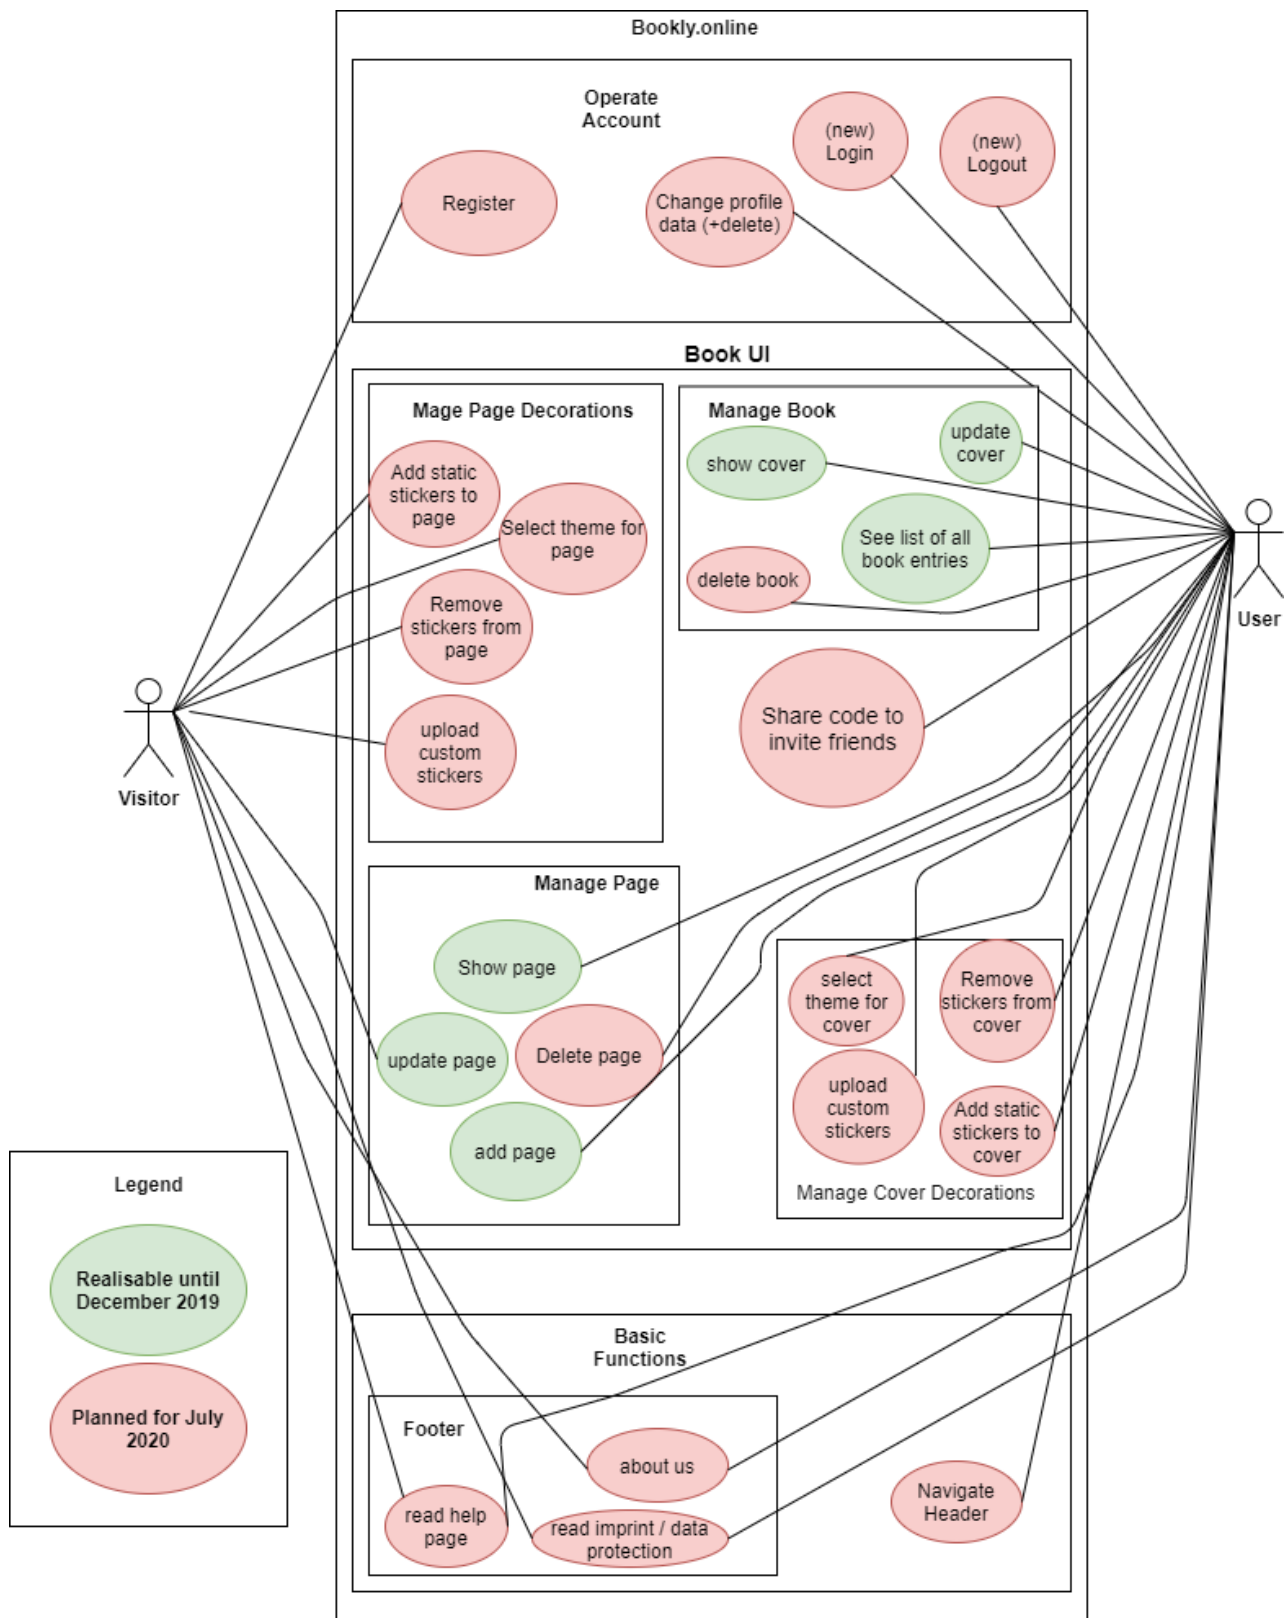 Bookly.online
Operate
Account
(new)
Login
(new)
Logout
Register
Change profile
data (+delete)
Book UI
Mage Page Decorations
Add static
stickers to
page
Select theme for
page
Remove
stickers from
page
upload
custom
stickers
Manage Book
show cover
update
cover
See list of all
book entries
delete book
Share code to
invite friends
Visitor
User
Manage Page
Show page
update page
Delete page
add page
select
theme for
cover
Remove
stickers from
cover
upload
custom
stickers
Add static
stickers to
cover
Manage Cover Decorations
Legend
Realisable until
December 2019
Planned for July
2020
Basic
Functions
Footer
about us
read help
page
read imprint / data
protection
Navigate
Header